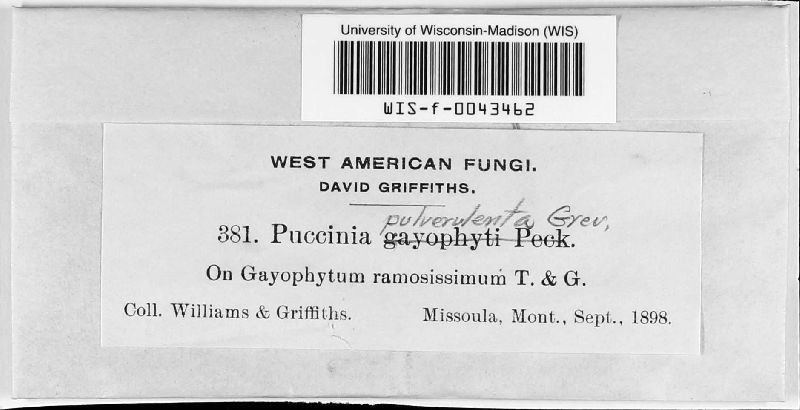 University of Wisconsin-Madison (WIS)
WIS-f-0043462
WEST AMERICAN FUNGI.
DAVID GRIFFITHS.
pulverulenta Grev.
381. Puccinia gayophyti Peck.
On Gayophytum ramosissimum T. & G.
Coll. Williams & Griffiths. Missoula, Mont., Sept., 1898.